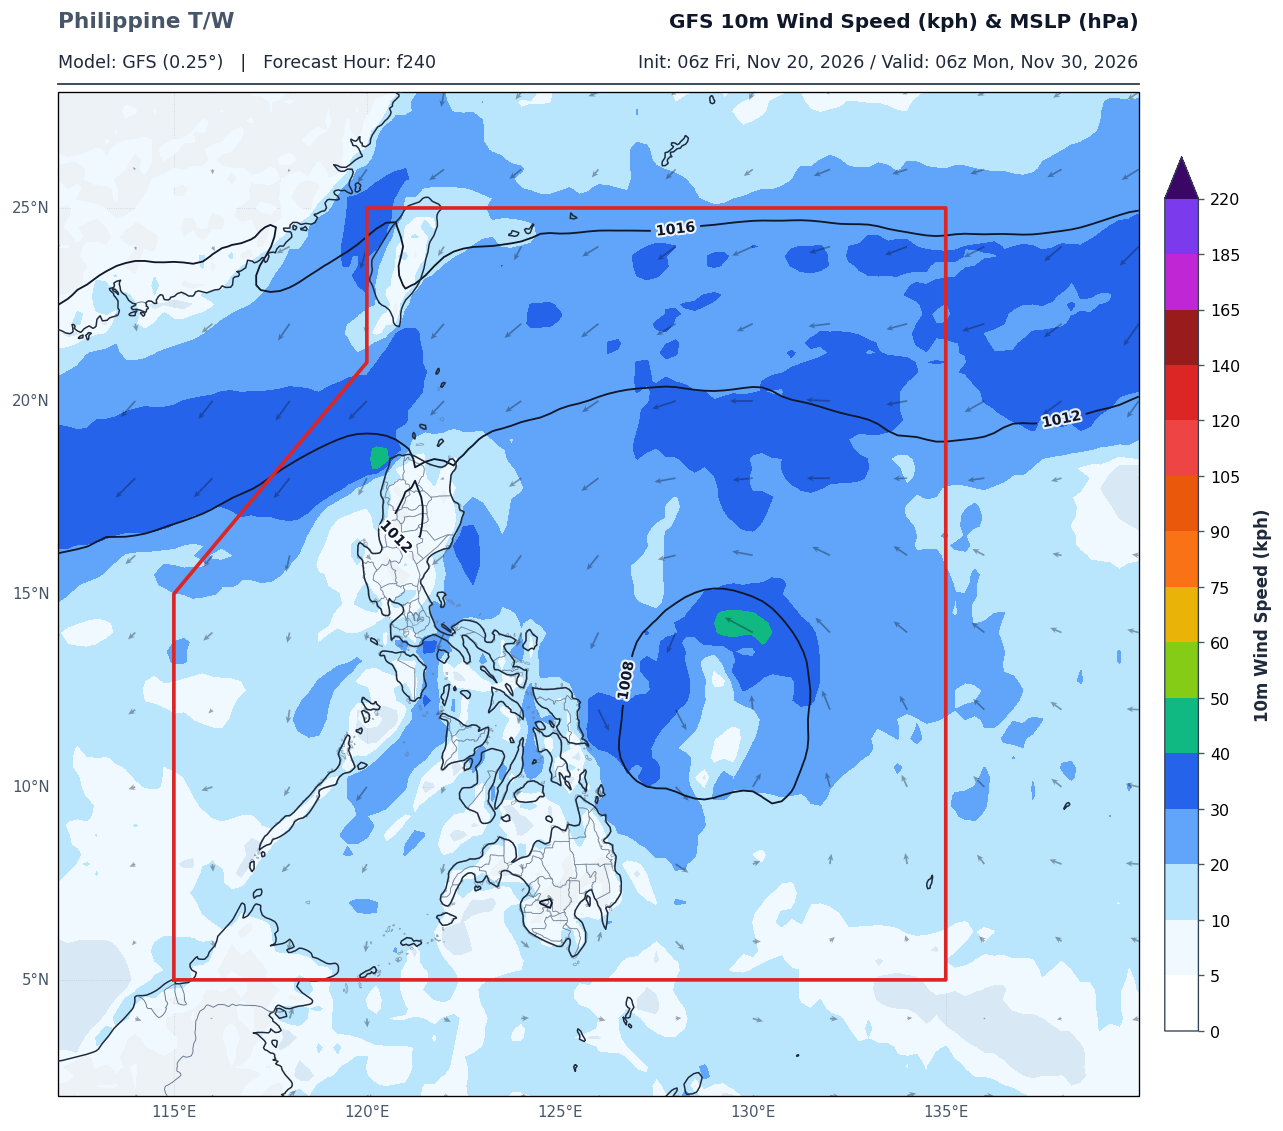 Philippine T/W
GFS 10m Wind Speed (kph) & MSLP (hPa)
Model: GFS (0.25°) | Forecast Hour: f240
Init: 06z Fri, Nov 20, 2026 / Valid: 06z Mon, Nov 30, 2026
25°N
20°N
15°N
10°N
5°N
115°E
120°E
125°E
130°E
135°E
1016
1012
1012
1008
220
185
165
140
120
105
90
75
60
50
40
30
20
10
5
0
10m Wind Speed (kph)